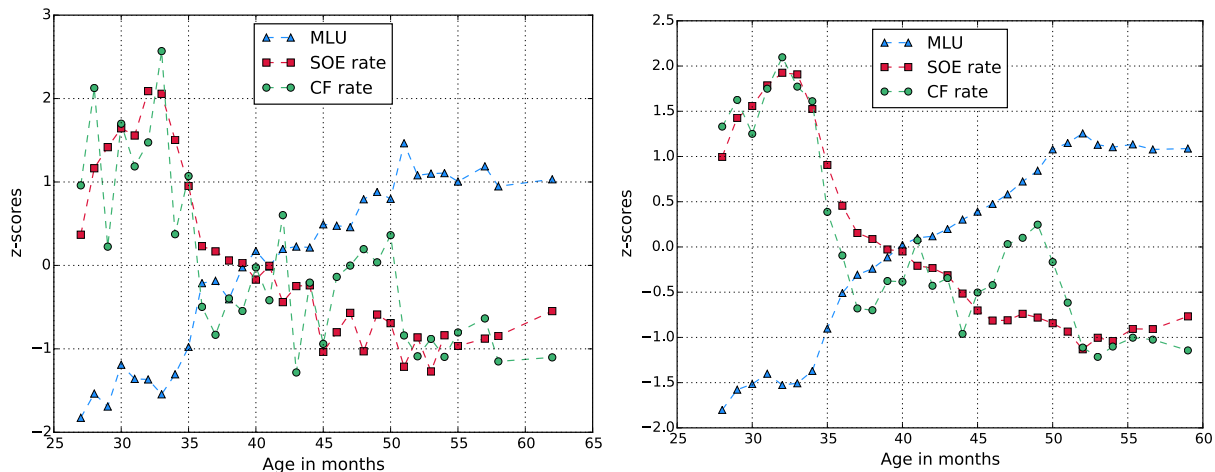 3
2
1
0
−1
−2
z-scores
25 30 35 40 45 50 55 60 65
Age in months
MLU
SOE rate
CF rate
2.5
2.0
1.5
1.0
0.5
0.0
−0.5
−1.0
−1.5
−2.0
z-scores
25 30 35 40 45 50 55 60
Age in months
MLU
SOE rate
CF rate